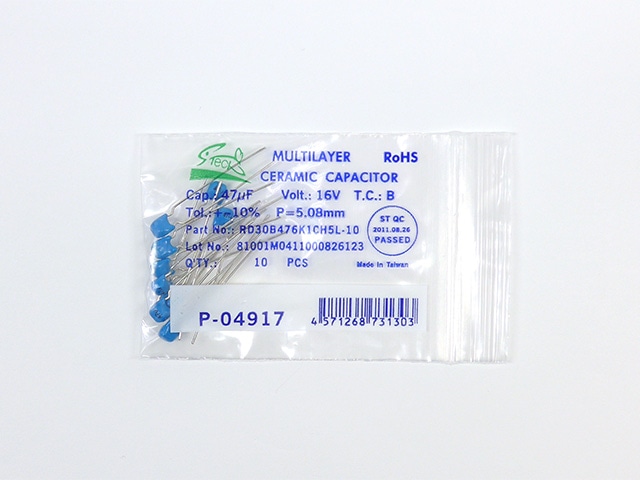 STECH
MULTILAYER RoHS
CERAMIC CAPACITOR
Cap.: 47µF Volt.: 16V T.C.: B
Tol.: +-10% P=5.08mm
Part No.: RD30B476K1CH5L-10
Lot No.: 81001M0411000826123
Q'TY.: 10 PCS
ST QC
2011.08.26
PASSED
Made in Taiwan
P-04917
4571268731303